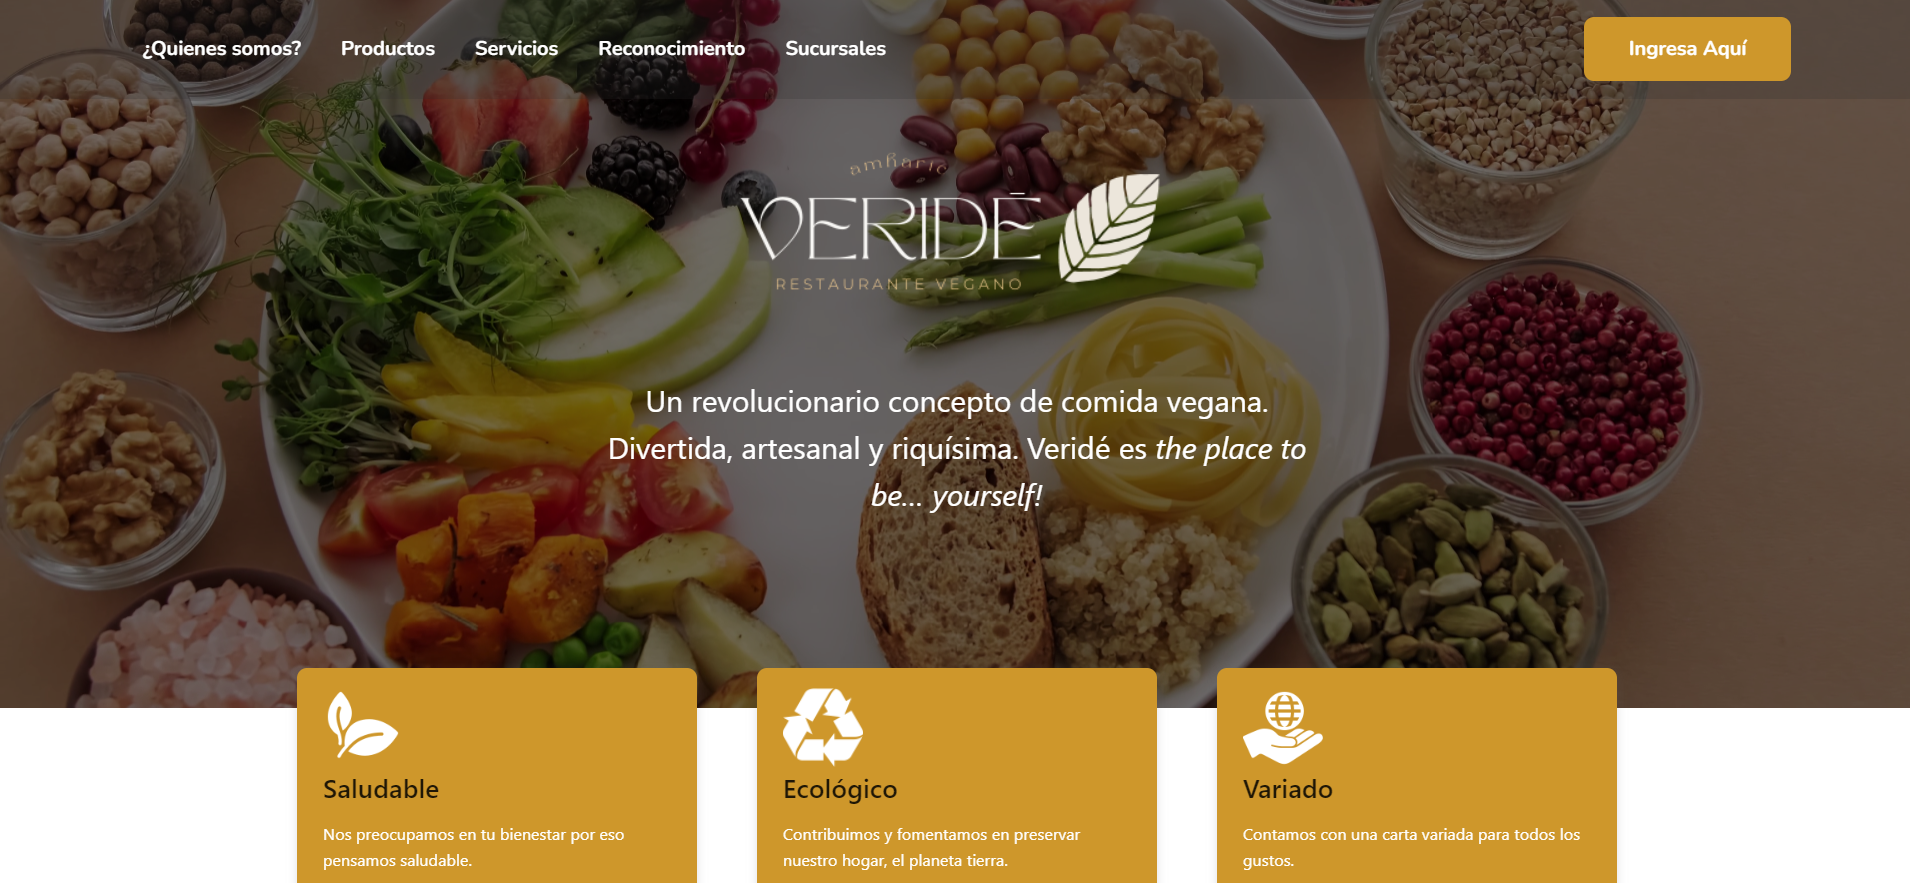 ¿Quienes somos? Productos Servicios Reconocimiento Sucursales Ingresa Aquí
VERIDĒ
RESTAURANTE VEGANO
Un revolucionario concepto de comida vegana.
Divertida, artesanal y riquísima. Veridé es the place to
be... yourself!
Saludable
Nos preocupamos en tu bienestar por eso
pensamos saludable.
Ecológico
Contribuimos y fomentamos en preservar
nuestro hogar, el planeta tierra.
Variado
Contamos con una carta variada para todos los
gustos.